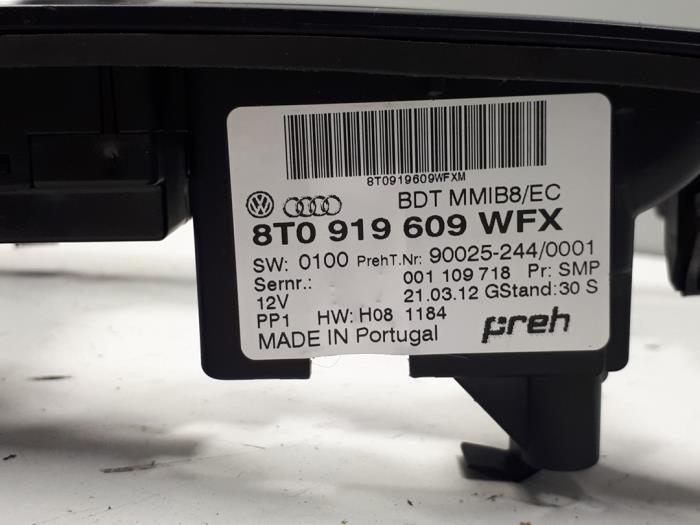 8T0919609WFXM
BDT MMIB8/EC
8T0 919 609 WFX
SW: 0100 PrehT.Nr: 90025-244/0001
Sernr.: 001 109 718 Pr: SMP
12V 21.03.12 GStand: 30 S
PP1 HW: H08 1184
MADE IN Portugal preh